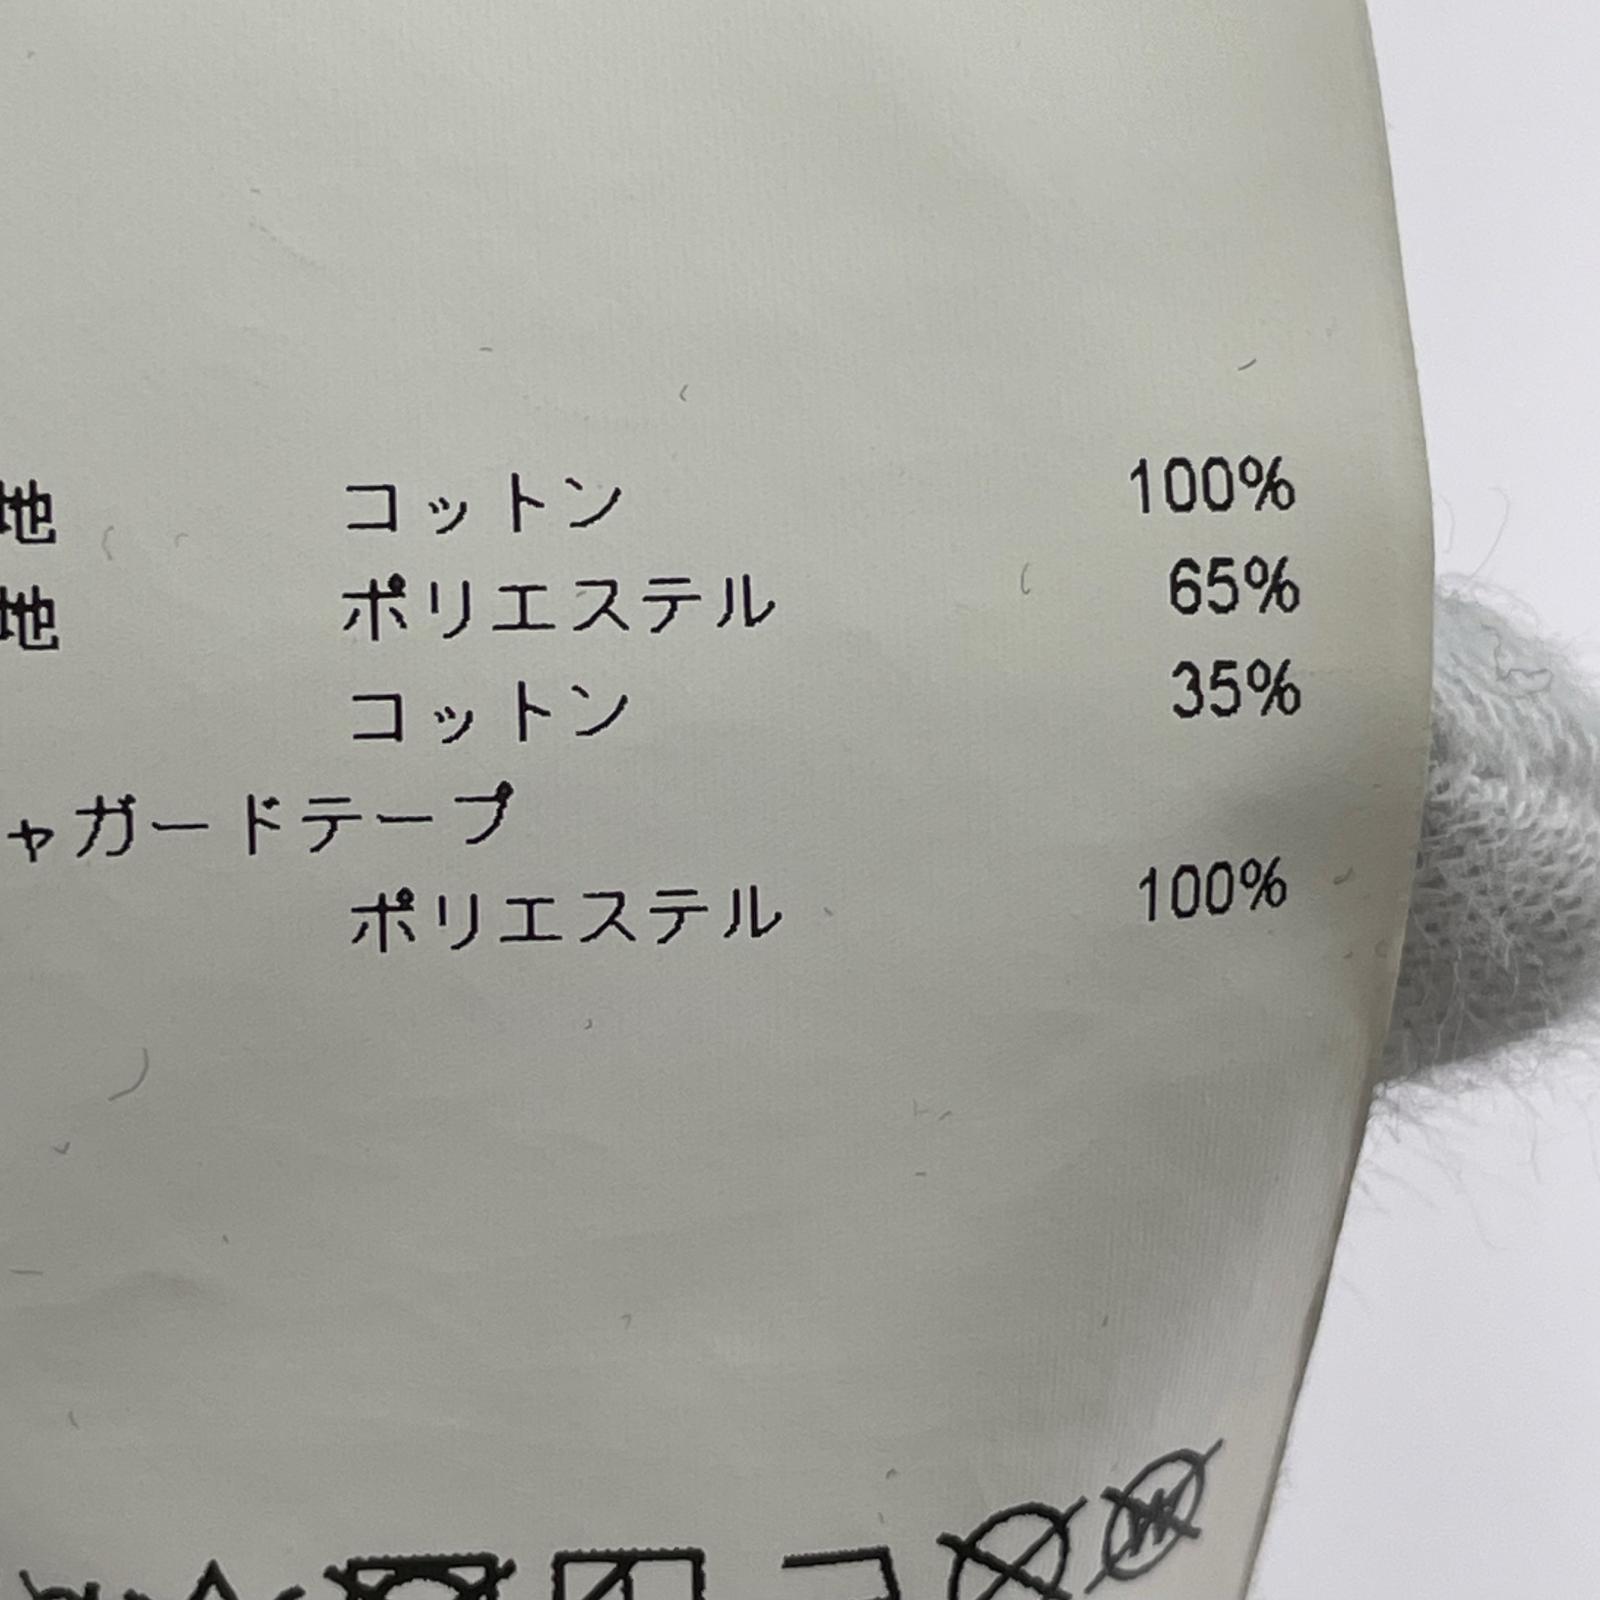 地 コットン 100%
地 ポリエステル 65%
コットン 35%
ャガードテープ
ポリエステル 100%